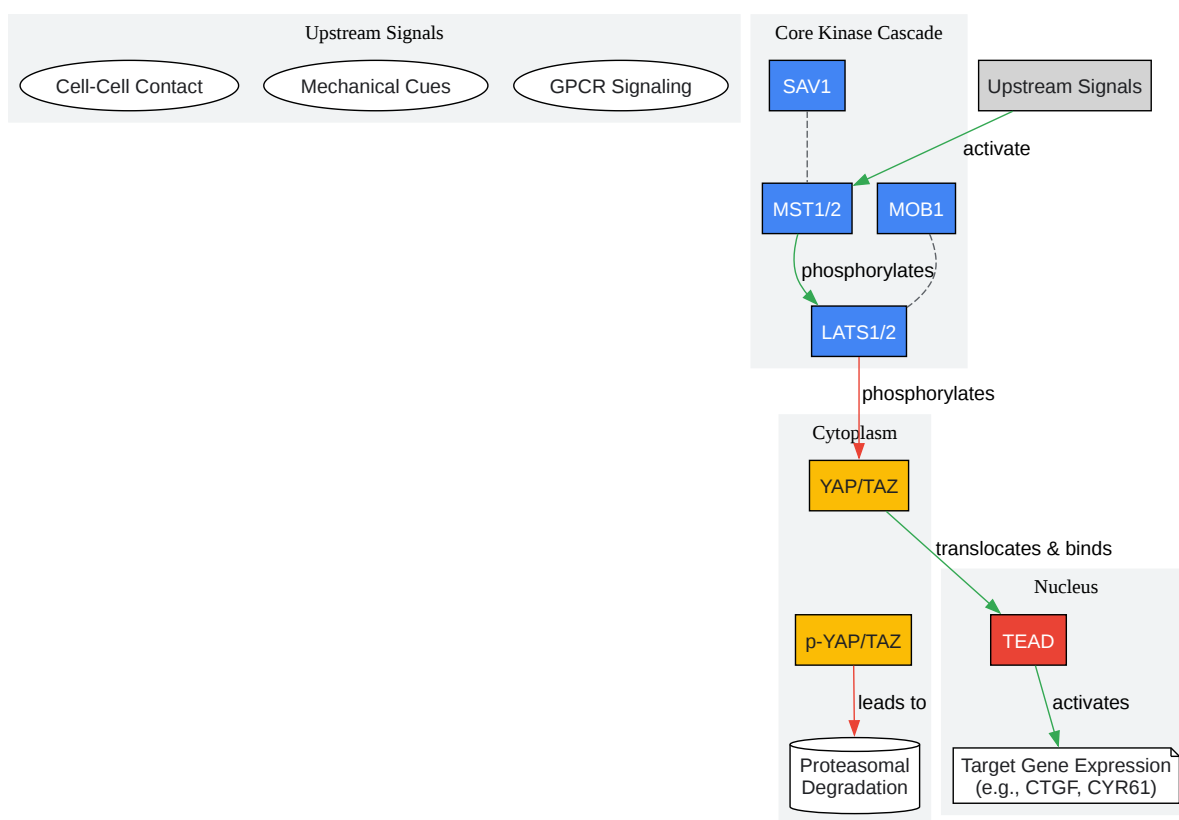 Upstream Signals
Cell-Cell Contact
Mechanical Cues
GPCR Signaling
Core Kinase Cascade
SAV1
Upstream Signals
activate
MST1/2
MOB1
phosphorylates
LATS1/2
phosphorylates
Cytoplasm
YAP/TAZ
translocates & binds
Nucleus
p-YAP/TAZ
TEAD
leads to
activates
Proteasomal
Degradation
Target Gene Expression
(e.g., CTGF, CYR61)